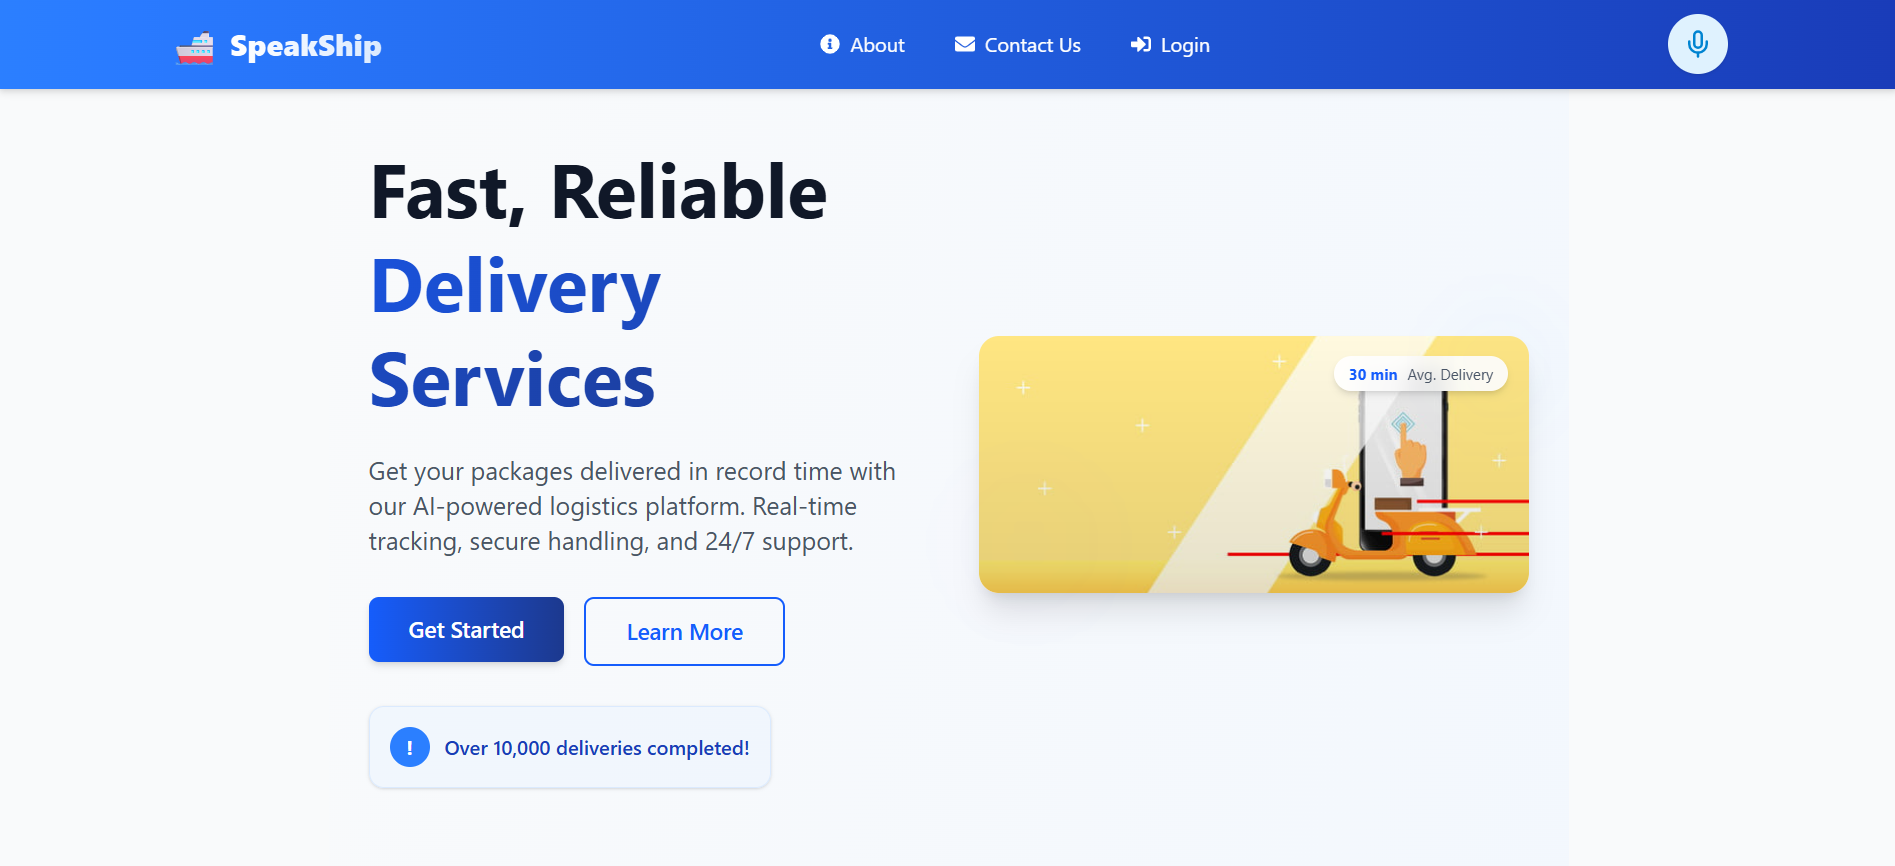 SpeakShip
About
Contact Us
Login
Fast, Reliable
Delivery
Services
Get your packages delivered in record time with
our AI-powered logistics platform. Real-time
tracking, secure handling, and 24/7 support.
Get Started
Learn More
! Over 10,000 deliveries completed!
30 min Avg. Delivery